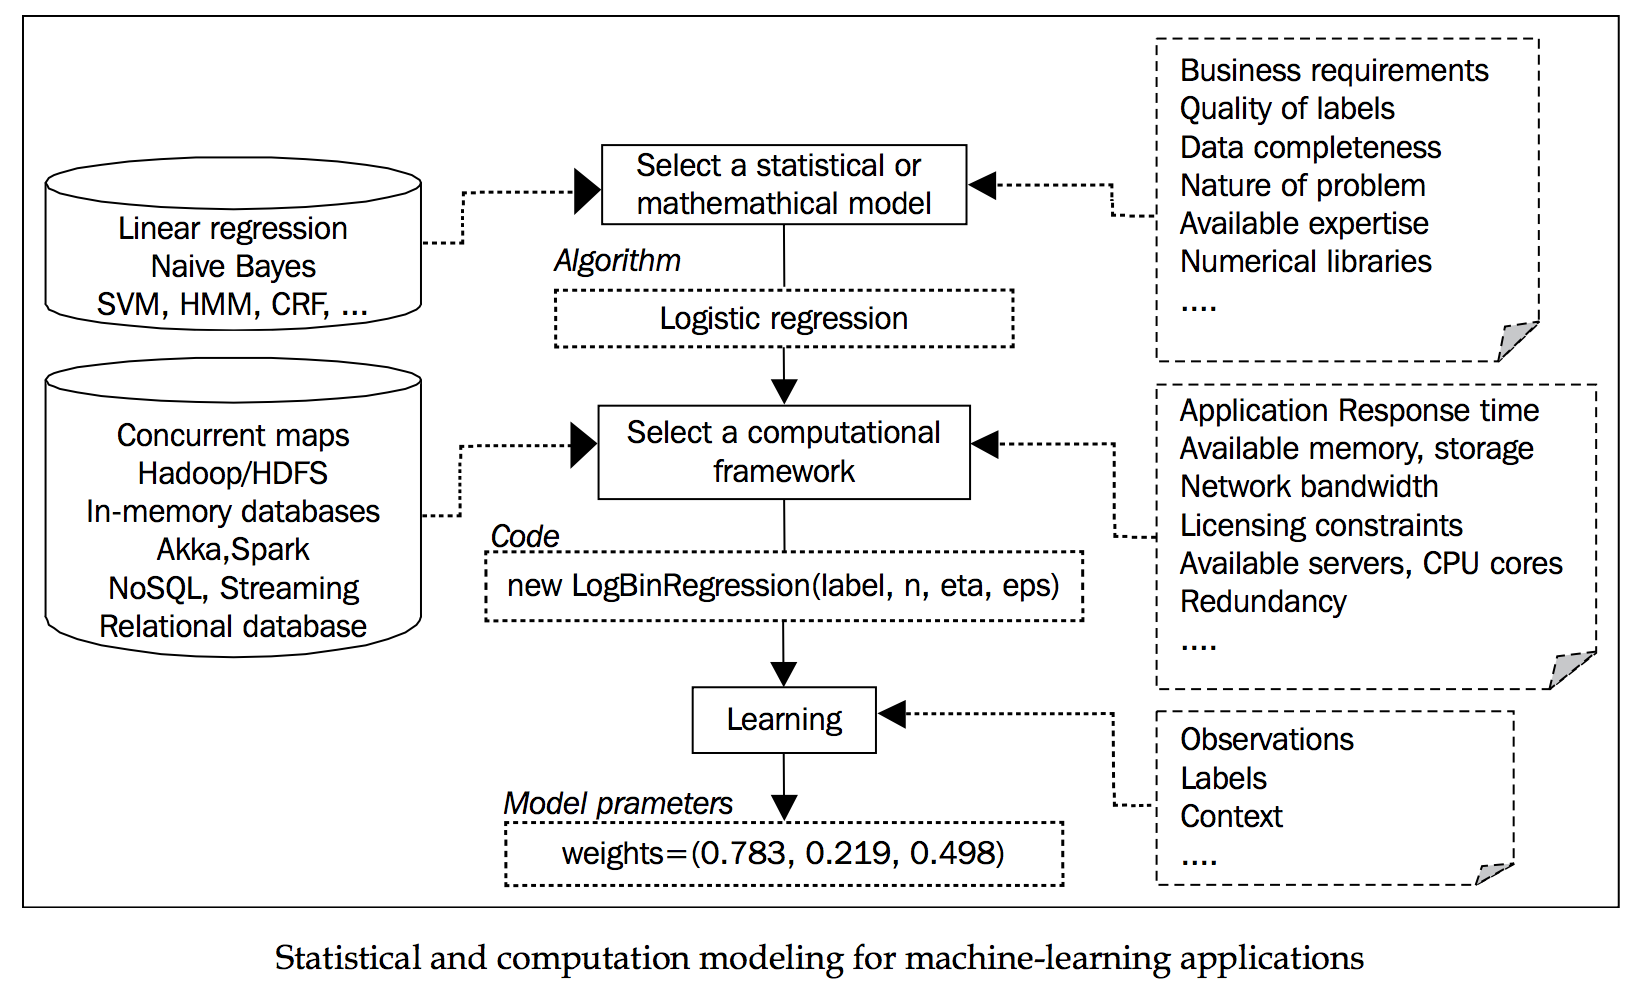 Business requirements
Quality of labels
Data completeness
Nature of problem
Available expertise
Numerical libraries
....
Select a statistical or
mathemathical model
Linear regression
Naive Bayes
SVM, HMM, CRF, ...
Algorithm
Logistic regression
Concurrent maps
Hadoop/HDFS
In-memory databases
Akka,Spark
NoSQL, Streaming
Relational database
Select a computational
framework
Application Response time
Available memory, storage
Network bandwidth
Licensing constraints
Available servers, CPU cores
Redundancy
....
Code
new LogBinRegression(label, n, eta, eps)
Learning
Observations
Labels
Context
....
Model prameters
weights=(0.783, 0.219, 0.498)
Statistical and computation modeling for machine-learning applications